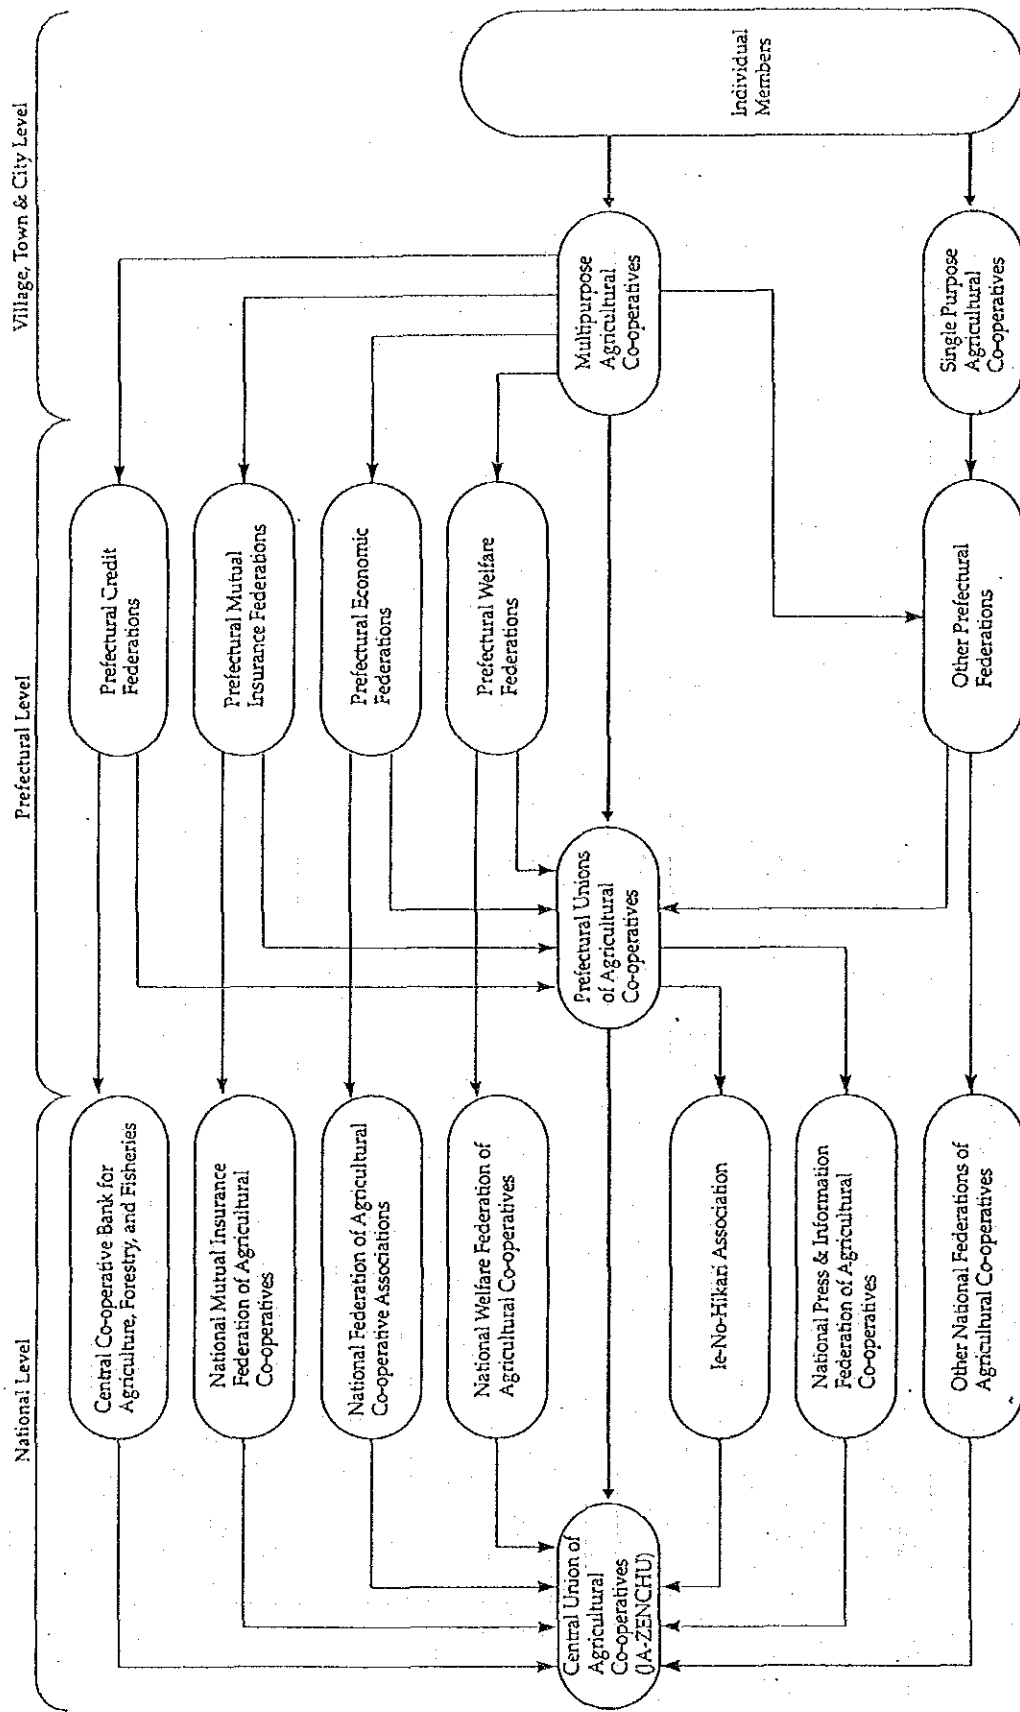 National Level
Prefectural Level
Village, Town & City Level
Central Co-operative Bank for
Agriculture, Forestry, and Fisheries
Prefectural Credit
Federations
National Mutual Insurance
Federation of Agricultural
Co-operatives
Prefectural Mutual
Insurance Federations
National Federation of Agricultural
Co-operative Associations
Prefectural Economic
Federations
National Welfare Federation of
Agricultural Co-operatives
Prefectural Welfare
Federations
Central Union of
Agricultural
Co-operatives
(JA-ZENCHU)
Prefectural Unions
of Agricultural
Co-operatives
Multipurpose
Agricultural
Co-operatives
Individual
Members
Ie-No-Hikari Association
National Press & Information
Federation of Agricultural
Co-operatives
Other National Federations of
Agricultural Co-operatives
Other Prefectural
Federations
Single Purpose
Agricultural
Co-operatives